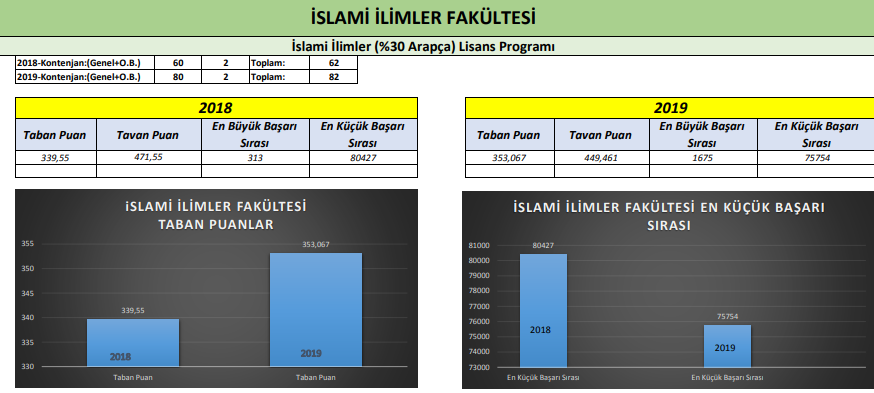 İSLAMİ İLİMLER FAKÜLTESİ
İslami İlimler (%30 Arapça) Lisans Programı
2018-Kontenjan:(Genel+O.B.) 60 2 Toplam: 62
2019-Kontenjan:(Genel+O.B.) 80 2 Toplam: 82
2018
Taban Puan Tavan Puan En Büyük Başarı Sırası En Küçük Başarı Sırası
339,55 471,55 313 80427
2019
Taban Puan Tavan Puan En Büyük Başarı Sırası En Küçük Başarı Sırası
353,067 449,461 1675 75754
iSLAMİ İLİMLER FAKÜLTESİ
TABAN PUANLAR
355
350
345
340
335
330
339,55
353,067
2018
2019
Taban Puan Taban Puan
İSLAMİ İLİMLER FAKÜLTESİ EN KÜÇÜK BAŞARI
SIRASI
81000
80000
79000
78000
77000
76000
75000
74000
73000
80427
75754
2018
2019
En Küçük Başarı Sırası En Küçük Başarı Sırası